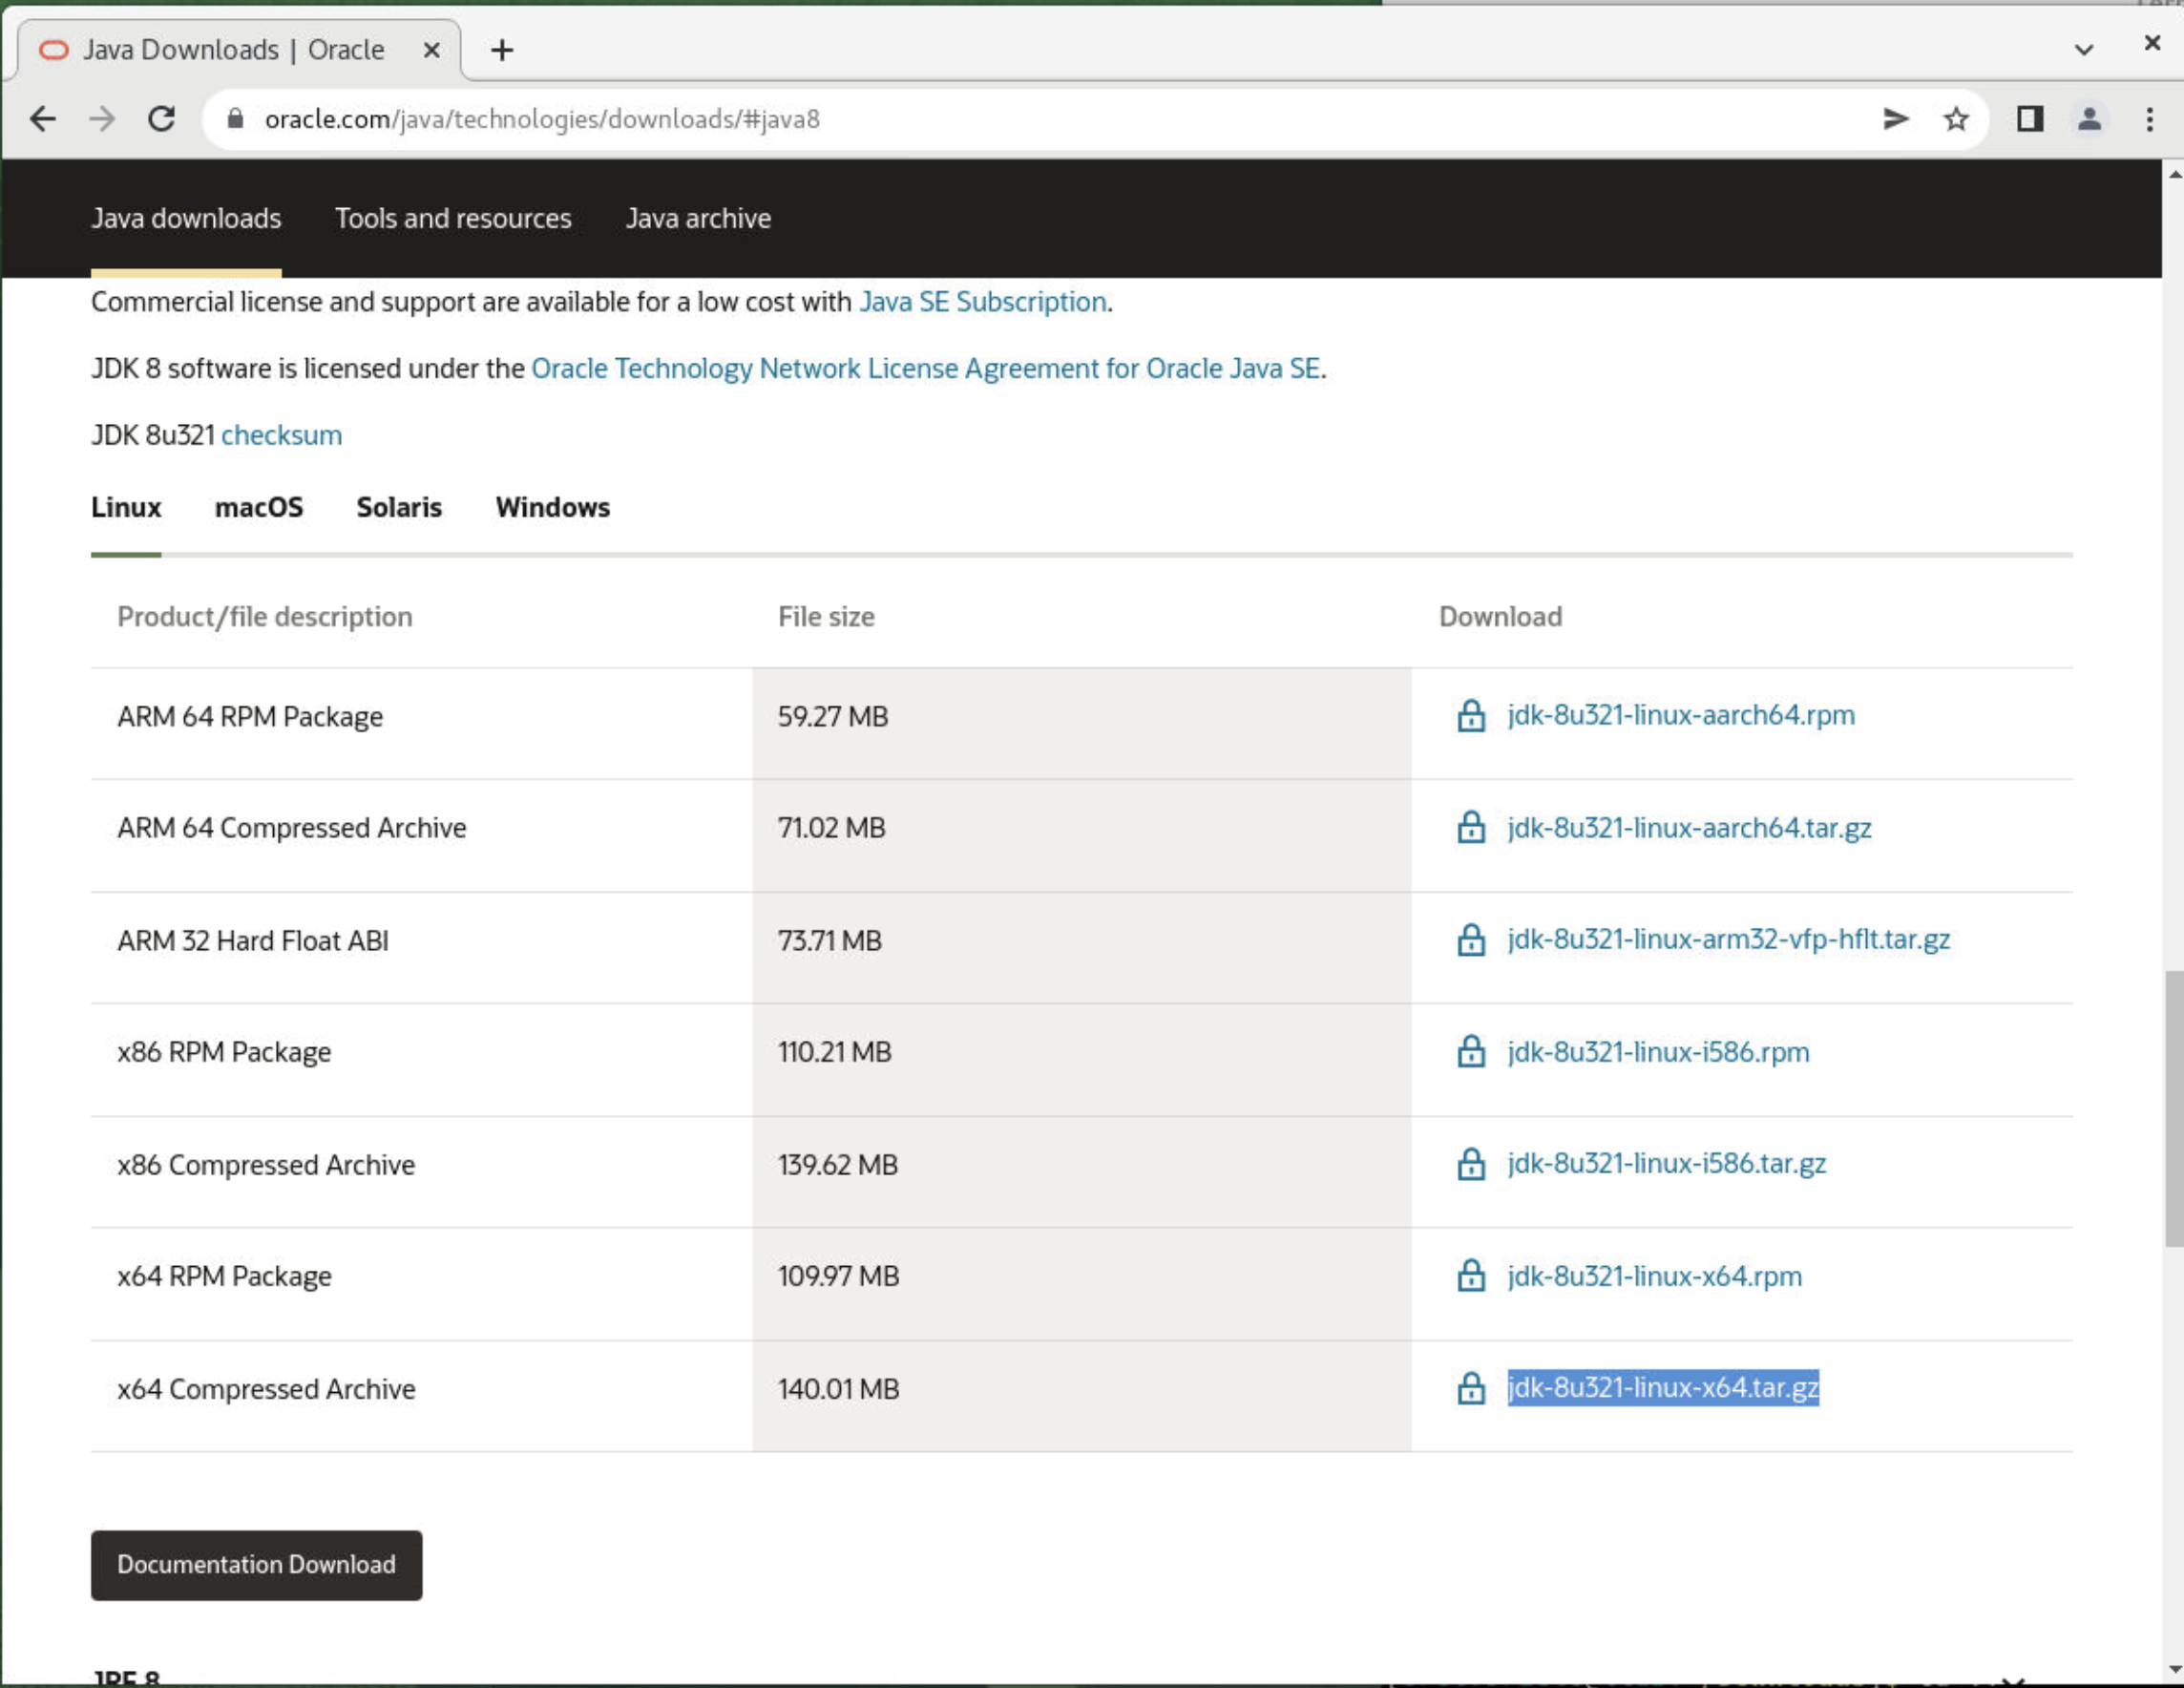 Java Downloads | Oracle
oracle.com/java/technologies/downloads/#java8
Java downloads Tools and resources Java archive
Commercial license and support are available for a low cost with Java SE Subscription.
JDK 8 software is licensed under the Oracle Technology Network License Agreement for Oracle Java SE.
JDK 8u321 checksum
Linux macOS Solaris Windows
Product/file description File size Download
ARM 64 RPM Package 59.27 MB jdk-8u321-linux-aarch64.rpm
ARM 64 Compressed Archive 71.02 MB jdk-8u321-linux-aarch64.tar.gz
ARM 32 Hard Float ABI 73.71 MB jdk-8u321-linux-arm32-vfp-hflt.tar.gz
x86 RPM Package 110.21 MB jdk-8u321-linux-i586.rpm
x86 Compressed Archive 139.62 MB jdk-8u321-linux-i586.tar.gz
x64 RPM Package 109.97 MB jdk-8u321-linux-x64.rpm
x64 Compressed Archive 140.01 MB jdk-8u321-linux-x64.tar.gz
Documentation Download
JRE 8